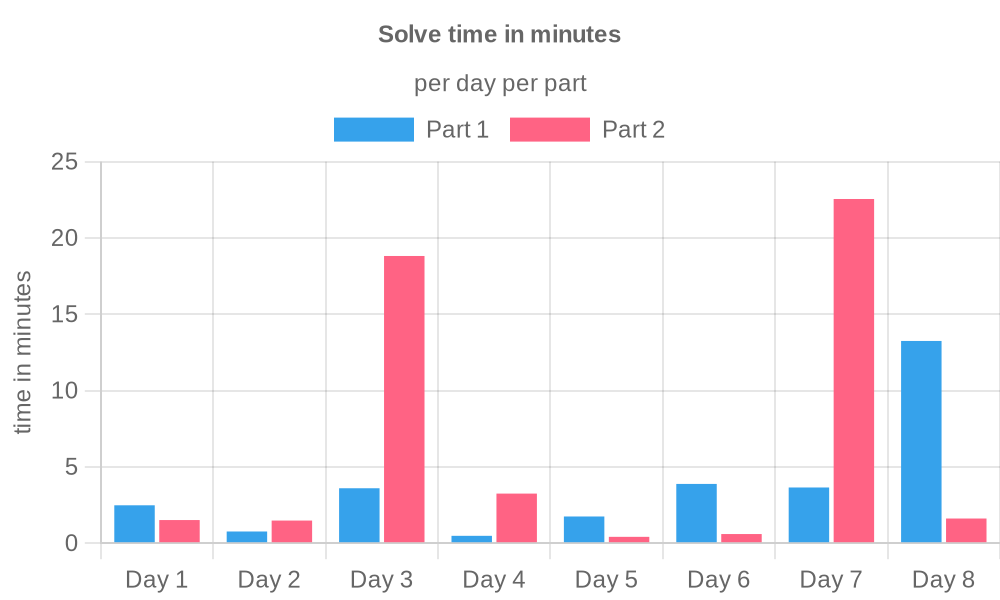 Solve time in minutes
per day per part
Part 1 Part 2
25
20
15
10
5
0
time in minutes
Day 1 Day 2 Day 3 Day 4 Day 5 Day 6 Day 7 Day 8